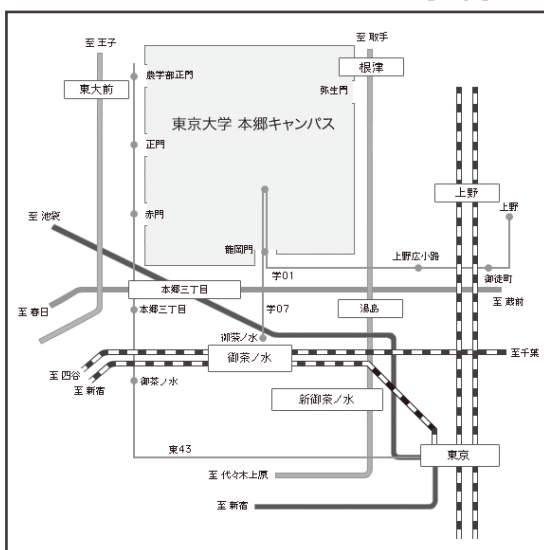 至 王子
至 取手
農学部正門
根津
東大前
弥生門
東京大学 本郷キャンパス
正門
上野
上野
赤門
至 池袋
龍岡門
上野広小路
学01
御徒町
本郷三丁目
至 蔵前
至 春日
本郷三丁目
学07
湯島
御茶ノ水
御茶ノ水
至千葉
至 四谷
至 新宿
御茶ノ水
新御茶ノ水
東43
東京
至 代々木上原
至 新宿